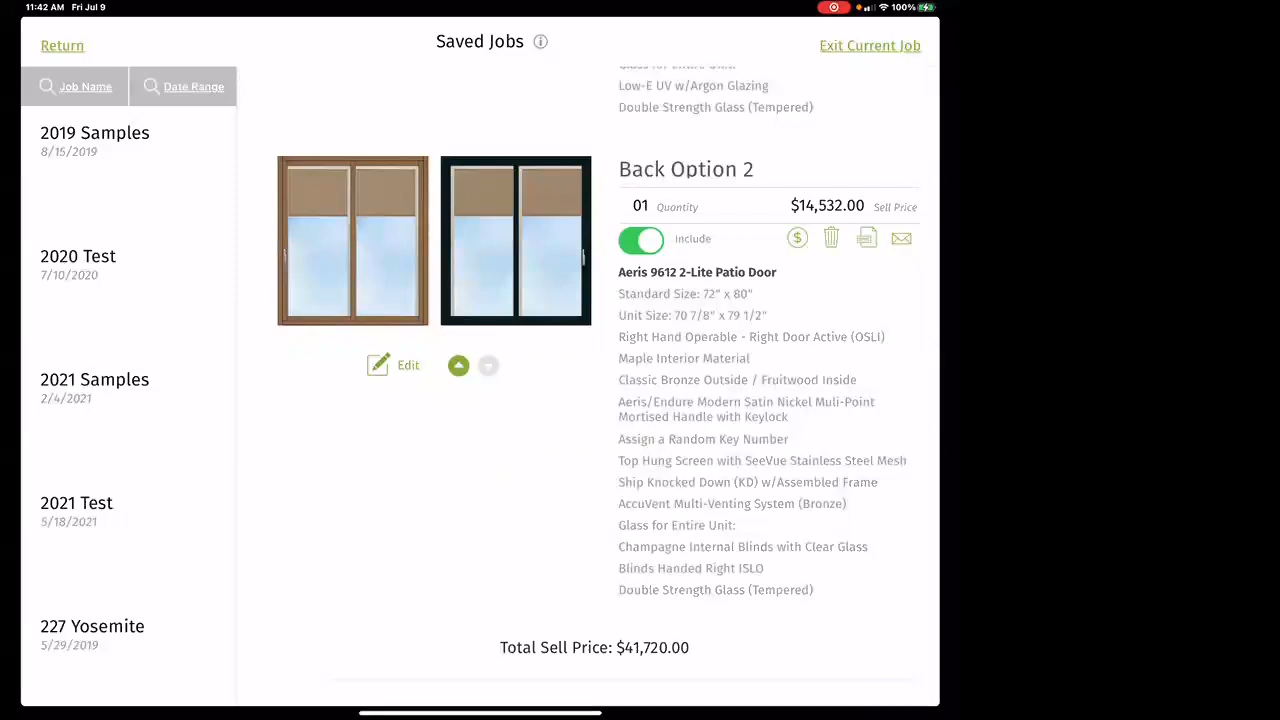 11:42 AM Fri Jul 9
100%
Return
Saved Jobs
Exit Current Job
Job Name
Date Range
2019 Samples
8/15/2019
2020 Test
7/10/2020
2021 Samples
2/4/2021
2021 Test
5/18/2021
227 Yosemite
5/29/2019
Low-E UV w/Argon Glazing
Double Strength Glass (Tempered)
Back Option 2
01 Quantity
$14,532.00 Sell Price
Include
Aeris 9612 2-Lite Patio Door
Standard Size: 72" x 80"
Unit Size: 70 7/8" x 79 1/2"
Right Hand Operable - Right Door Active (OSLI)
Maple Interior Material
Classic Bronze Outside / Fruitwood Inside
Aeris/Endure Modern Satin Nickel Muli-Point
Mortised Handle with Keylock
Assign a Random Key Number
Top Hung Screen with SeeVue Stainless Steel Mesh
Ship Knocked Down (KD) w/Assembled Frame
AccuVent Multi-Venting System (Bronze)
Glass for Entire Unit:
Champagne Internal Blinds with Clear Glass
Blinds Handed Right ISLO
Double Strength Glass (Tempered)
Edit
Total Sell Price: $41,720.00